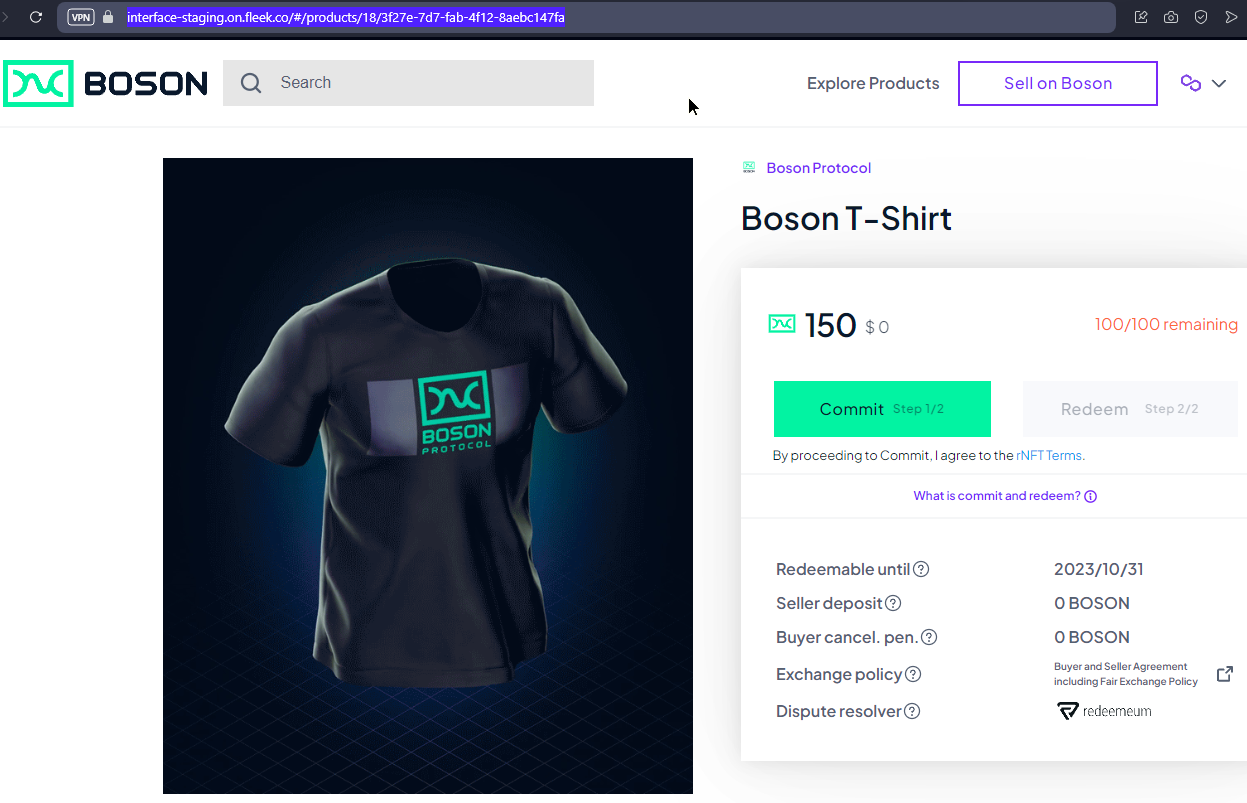 VPN
interface-staging.on.fleek.co/#/products/18/3f27e-7d7-fab-4f12-8aebc147fa
BOSON
Search
Explore Products
Sell on Boson
BOSON
Boson Protocol
Boson T-Shirt
150 $ 0
100/100 remaining
Commit Step 1/2
Redeem Step 2/2
By proceeding to Commit, I agree to the rNFT Terms.
What is commit and redeem?
Redeemable until
2023/10/31
Seller deposit
0 BOSON
Buyer cancel. pen.
0 BOSON
Exchange policy
Buyer and Seller Agreement
including Fair Exchange Policy
Dispute resolver
redeemeum
BOSON
PROTOCOL